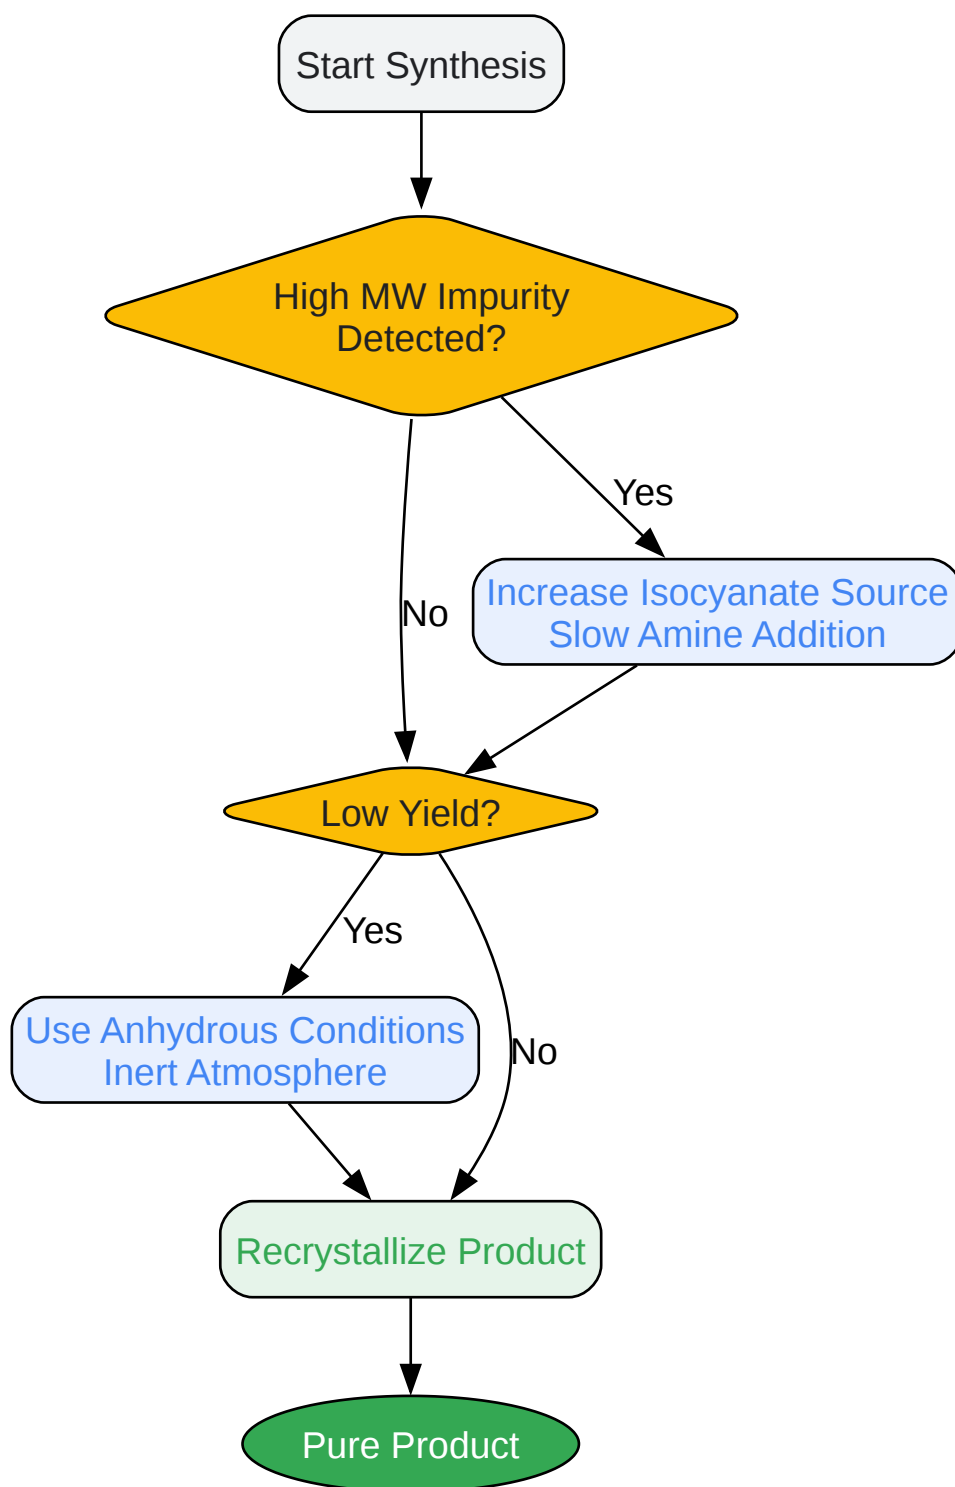 Start Synthesis
High MW Impurity
Detected?
Yes
Increase Isocyanate Source
Slow Amine Addition
No
Low Yield?
Yes
Use Anhydrous Conditions
Inert Atmosphere
No
Recrystallize Product
Pure Product